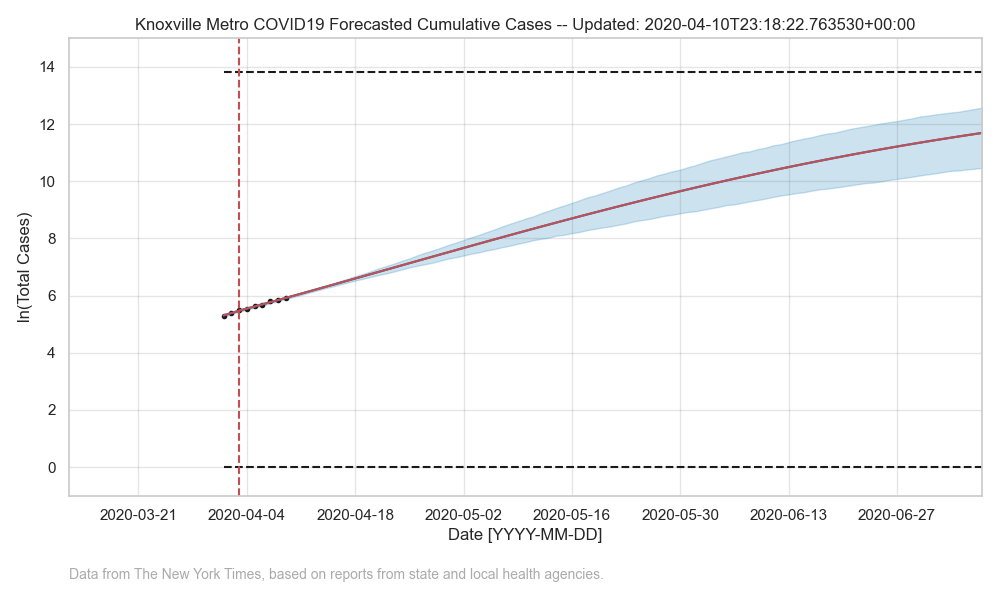 Knoxville Metro COVID19 Forecasted Cumulative Cases -- Updated: 2020-04-10T23:18:22.763530+00:00
14
12
10
8
6
4
2
0
ln(Total Cases)
2020-03-21 2020-04-04 2020-04-18 2020-05-02 2020-05-16 2020-05-30 2020-06-13 2020-06-27
Date [YYYY-MM-DD]
Data from The New York Times, based on reports from state and local health agencies.